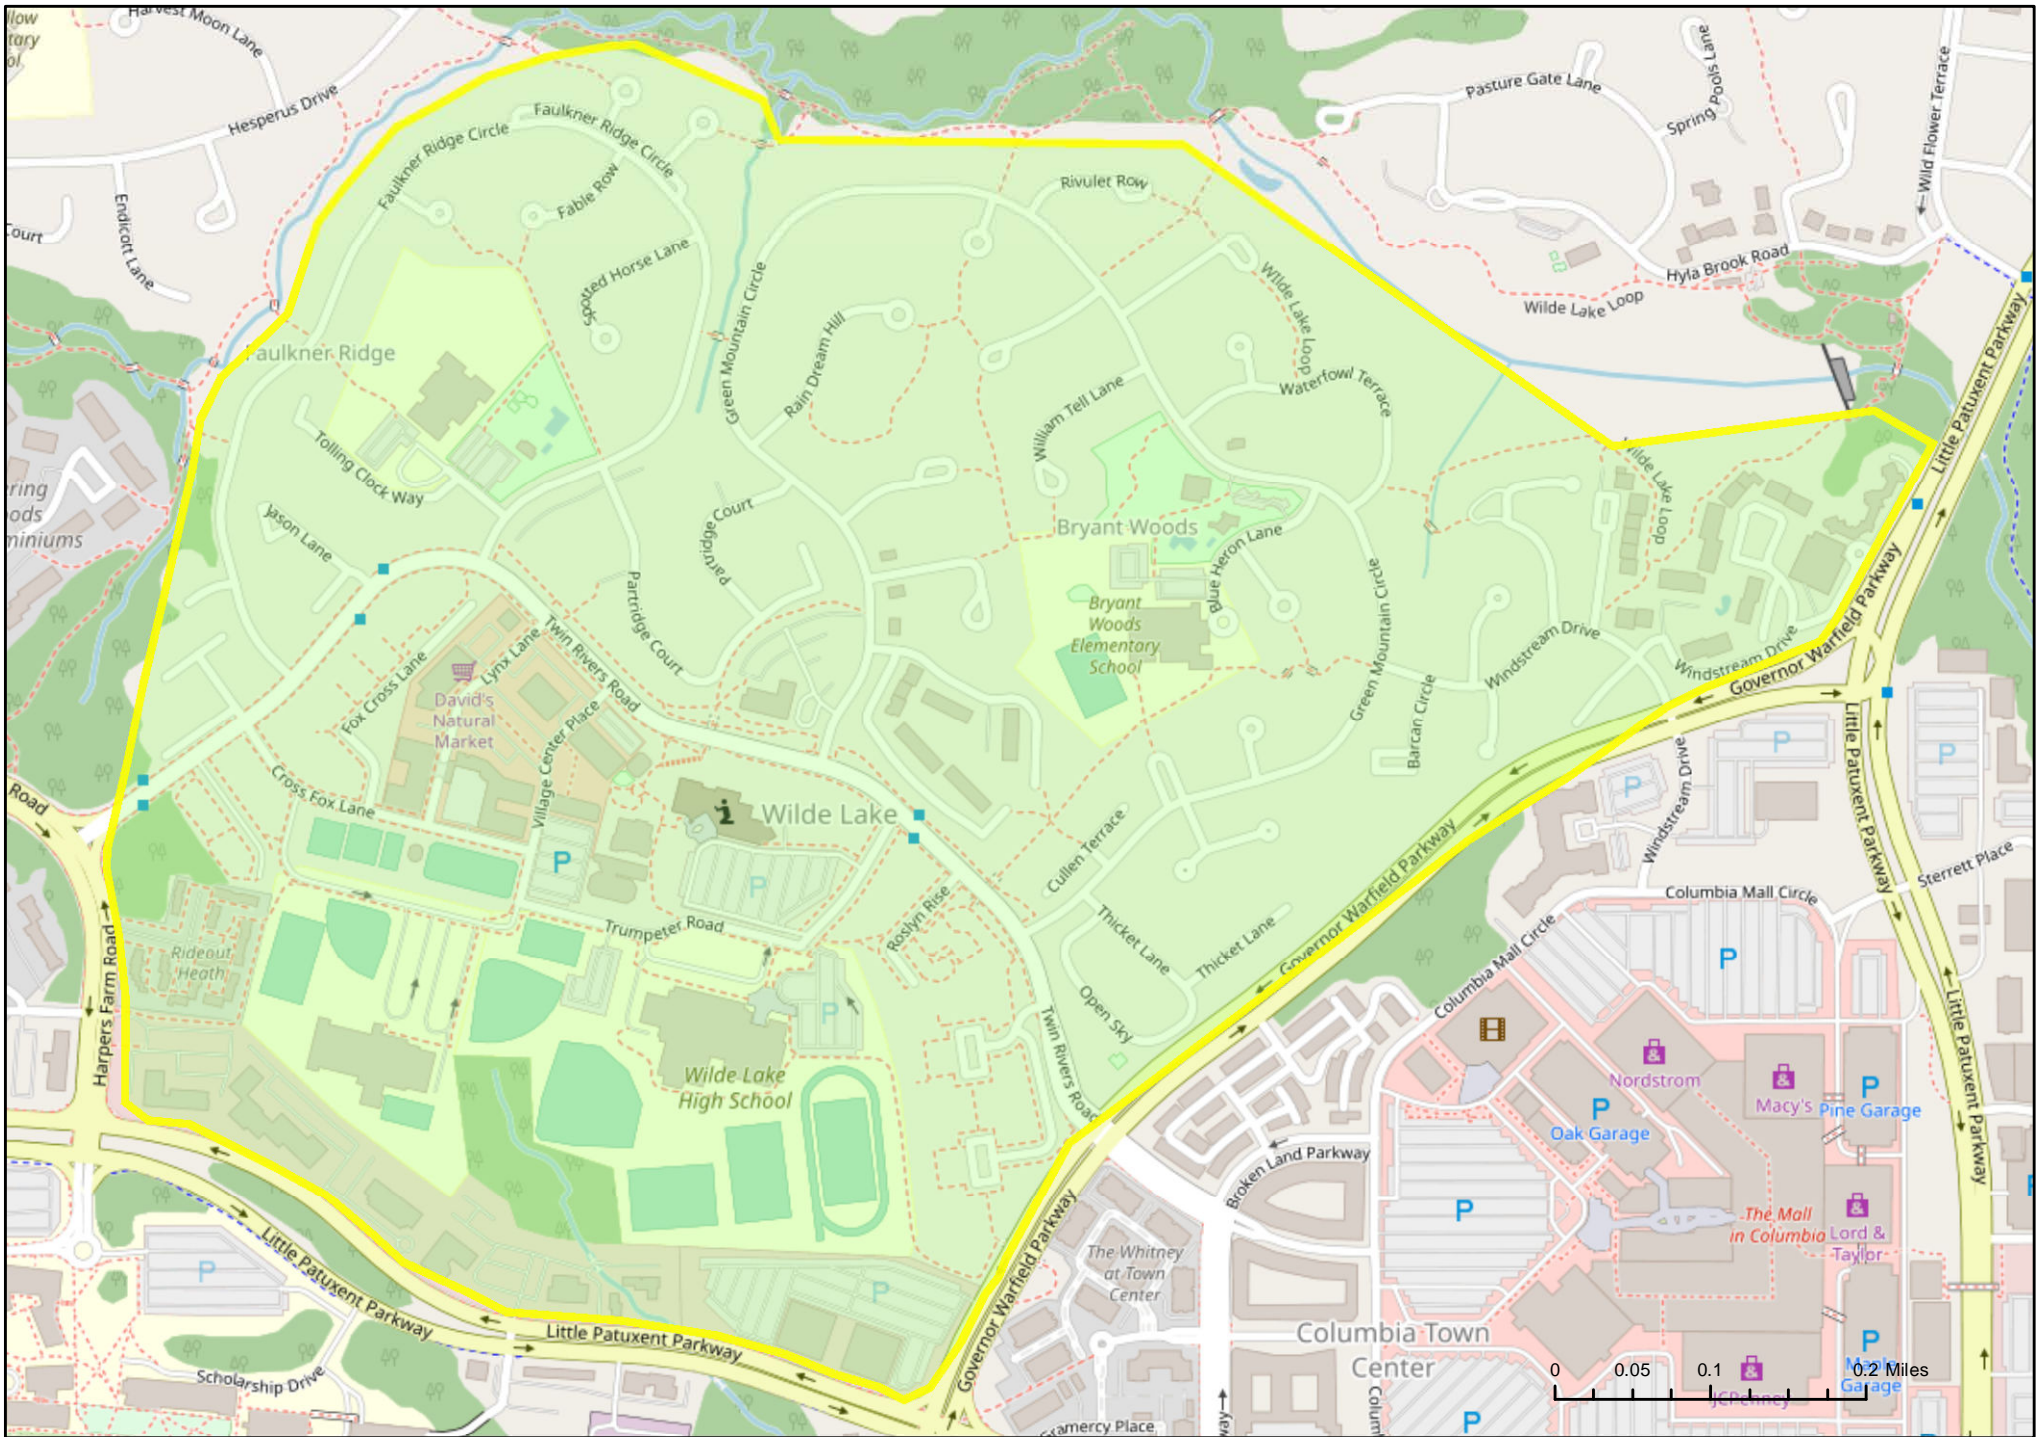 Harvest Moon Lane
Hesperus Drive
Endicott Lane
Court
Faulkner Ridge Circle
Faulkner Ridge Circle
Fable Row
Spotted Horse Lane
Faulkner Ridge
Tolling Clock Way
Jason Lane
Green Mountain Circle
Rain Dream Hill
Rivulet Row
Wilde Lake Loop
Waterfowl Terrace
William Tell Lane
Pasture Gate Lane
Spring Pools Lane
Wild Flower Terrace
Hyla Brook Road
Wilde Lake Loop
Little Patuxent Parkway
Wilde Lake Loop
Partridge Court
Partridge Court
Bryant Woods
Blue Heron Lane
Bryant
Woods
Elementary
School
Green Mountain Circle
Barcan Circle
Windstream Drive
Windstream Drive
Governor Warfield Parkway
Lynx Lane
Twin Rivers Road
Fox Cross Lane
David's
Natural
Market
Village Center Place
Cross Fox Lane
Wilde Lake
P
P
Road
Harpers Farm Road
Rideout
Heath
Trumpeter Road
P
Roslyn Rise
Cullen Terrace
Thicket Lane
Thicket Lane
Open Sky
Twin Rivers Road
Governor Warfield Parkway
Wilde Lake
High School
P
Little Patuxent Parkway
Little Patuxent Parkway
Scholarship Drive
P
Governor Warfield Parkway
The Whitney
at Town
Center
Broken Land Parkway
Gramercy Place
Columbia Town
Center
Windstream Drive
P
P
P
Little Patuxent Parkway
Sterrett Place
Columbia Mall Circle
Columbia Mall Circle
P
Nordstrom
Macy's
P
Pine Garage
P
Oak Garage
P
The Mall
in Columbia
Lord &
Taylor
Little Patuxent Parkway
P
Maple
Garage
JCPenney
P
0 0.05 0.1 0.2 Miles